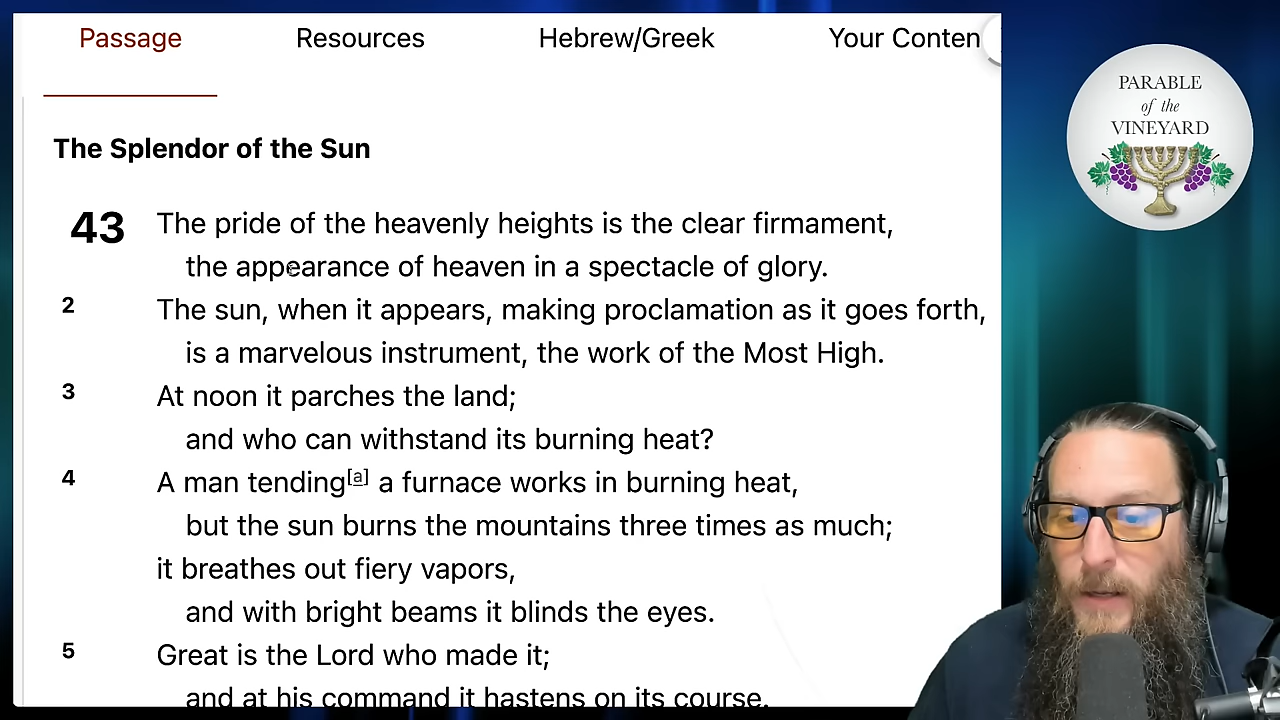 Passage
Resources
Hebrew/Greek
Your Conten
The Splendor of the Sun
43 The pride of the heavenly heights is the clear firmament,
the appearance of heaven in a spectacle of glory.
2 The sun, when it appears, making proclamation as it goes forth,
is a marvelous instrument, the work of the Most High.
3 At noon it parches the land;
and who can withstand its burning heat?
4 A man tending[a] a furnace works in burning heat,
but the sun burns the mountains three times as much;
it breathes out fiery vapors,
and with bright beams it blinds the eyes.
5 Great is the Lord who made it;
and at his command it hastens on its course.
PARABLE
of the
VINEYARD